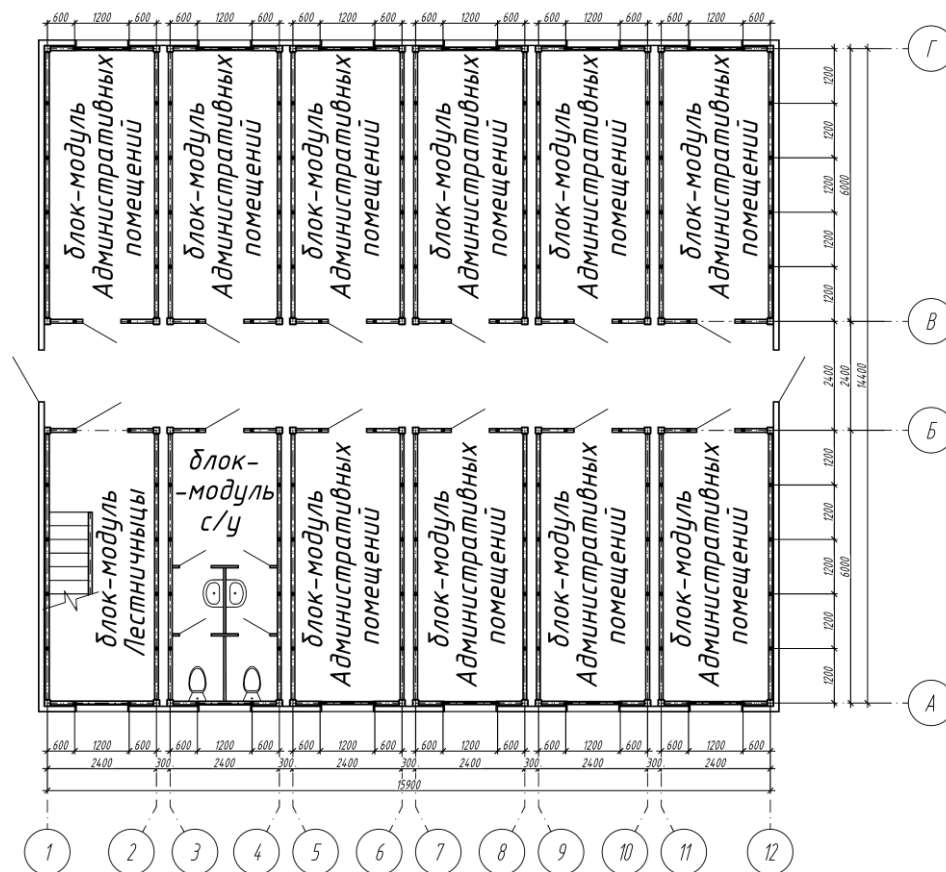 600 1200 600 600 1200 600 600 1200 600 600 1200 600 600 1200 600 600 1200 600
Г
блок-модуль
Административных
помещений
блок-модуль
Административных
помещений
блок-модуль
Административных
помещений
блок-модуль
Административных
помещений
блок-модуль
Административных
помещений
блок-модуль
Административных
помещений
1200
1200
1200
1200
1200
6000
В
2400
2400
14400
Б
блок-модуль
Лестничныцы
блок-
-модуль
с/у
блок-модуль
Административных
помещений
блок-модуль
Административных
помещений
блок-модуль
Административных
помещений
блок-модуль
Административных
помещений
1200
1200
1200
1200
1200
6000
А
600 1200 600 600 1200 600 600 1200 600 600 1200 600 600 1200 600 600 1200 600
2400 300 2400 300 2400 300 2400 300 2400 300 2400
15900
1 2 3 4 5 6 7 8 9 10 11 12